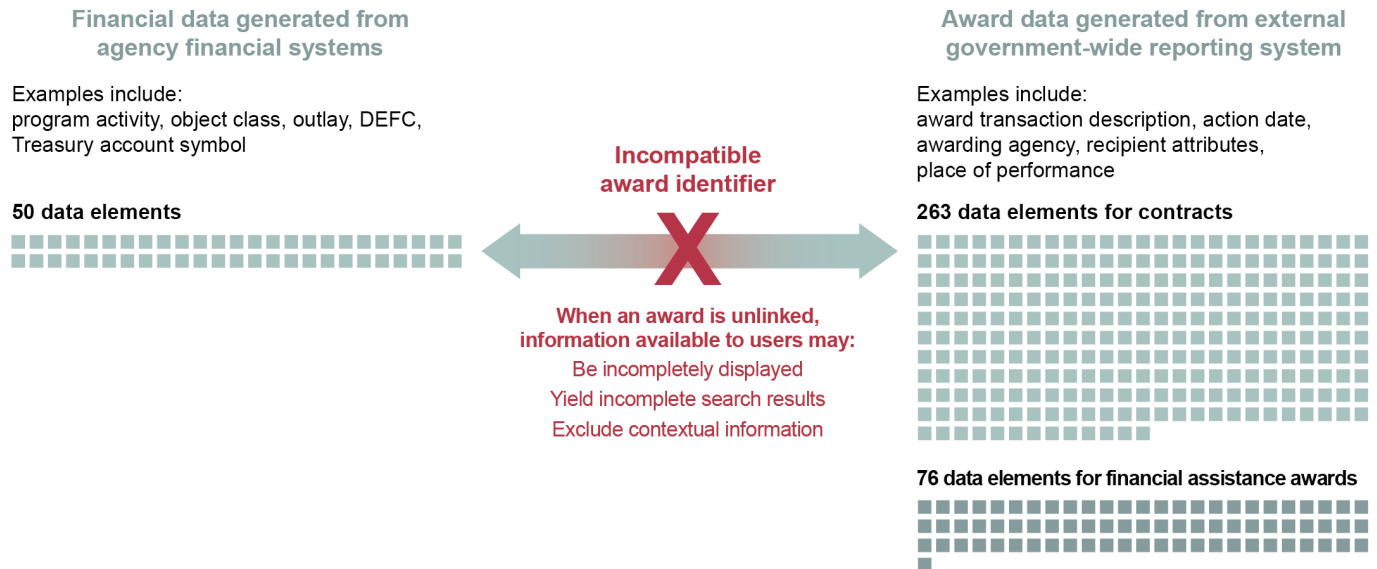 Financial data generated from
agency financial systems
Examples include:
program activity, object class, outlay, DEFC,
Treasury account symbol
50 data elements
Incompatible
award identifier
X
When an award is unlinked,
information available to users may:
Be incompletely displayed
Yield incomplete search results
Exclude contextual information
Award data generated from external
government-wide reporting system
Examples include:
award transaction description, action date,
awarding agency, recipient attributes,
place of performance
263 data elements for contracts
76 data elements for financial assistance awards